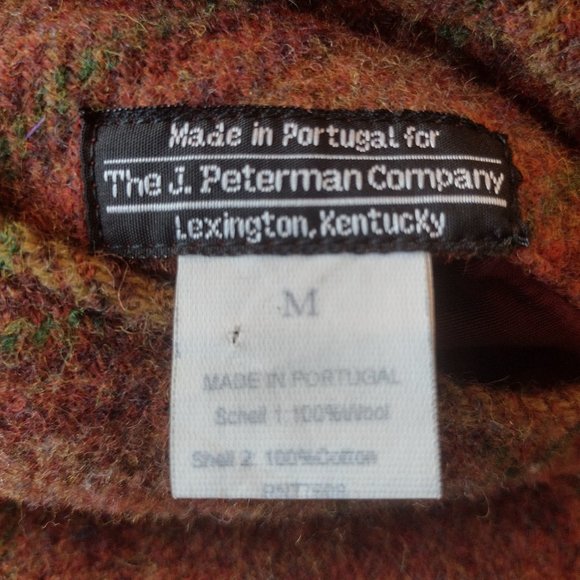 Made in Portugal for
The J. Peterman Company
Lexington, Kentucky
M
MADE IN PORTUGAL
Schell 1: 100%Wool
Shell 2: 100%Cotton